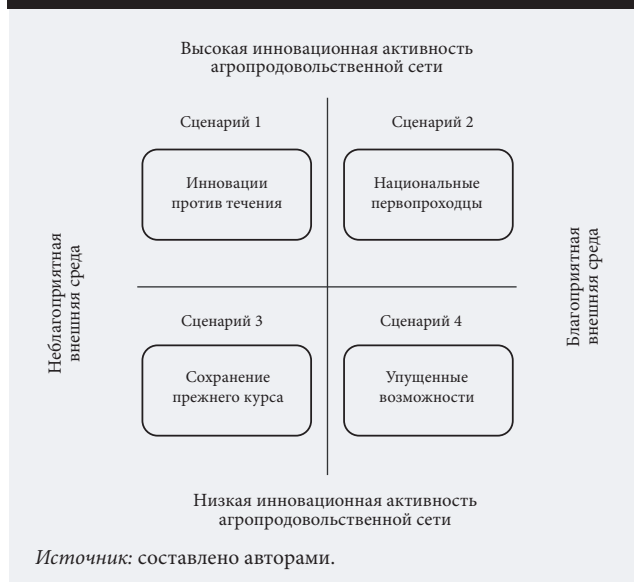 Высокая инновационная активность
агропродовольственной сети
Сценарий 1
Сценарий 2
Инновации
против течения
Национальные
первопроходцы
Неблагоприятная
внешняя среда
Благоприятная
внешняя среда
Сценарий 3
Сценарий 4
Сохранение
прежнего курса
Упущенные
возможности
Низкая инновационная активность
агропродовольственной сети
Источник: составлено авторами.